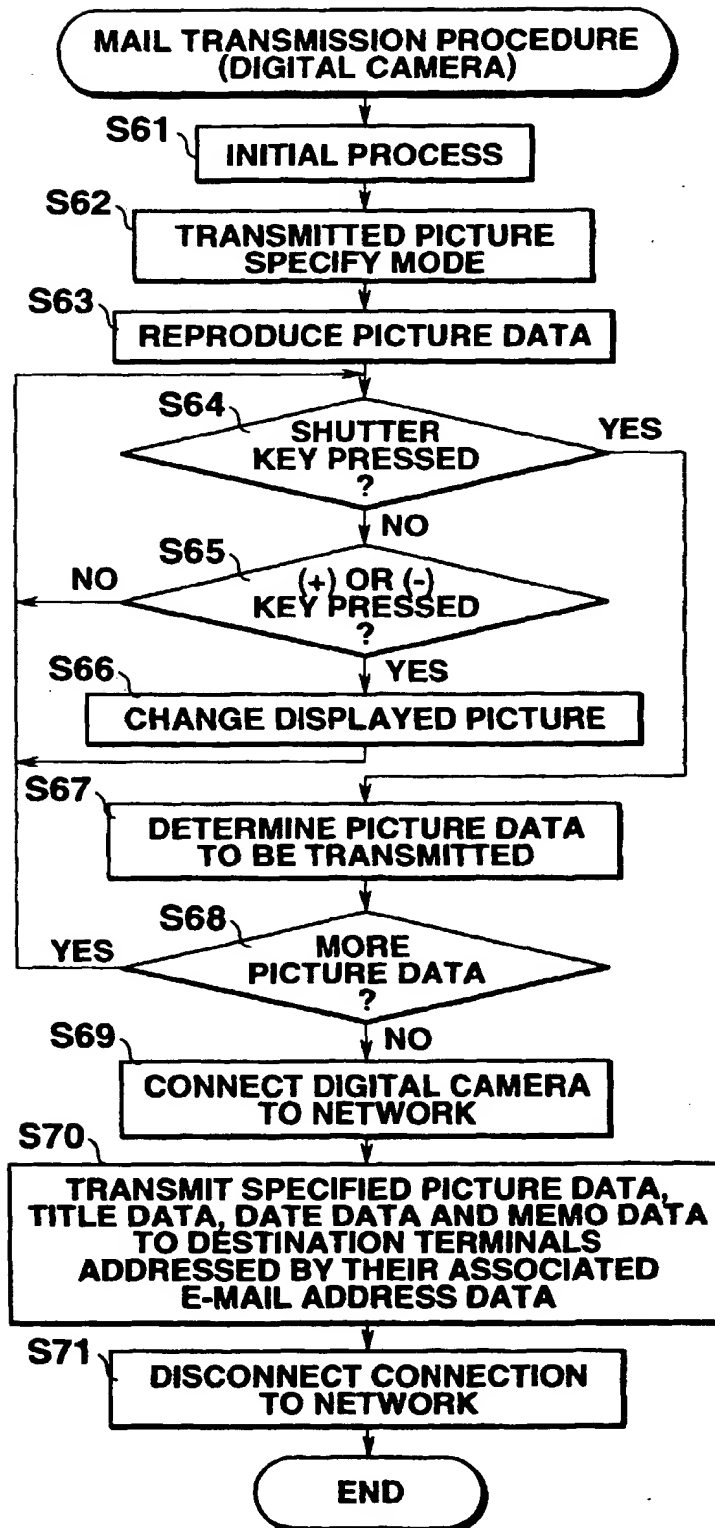 MAIL TRANSMISSION PROCEDURE
(DIGITAL CAMERA)
S61
INITIAL PROCESS
S62
TRANSMITTED PICTURE
SPECIFY MODE
S63
REPRODUCE PICTURE DATA
S64
SHUTTER
KEY PRESSED
?
YES
NO
S65
(+) OR (-)
KEY PRESSED
?
NO
YES
S66
CHANGE DISPLAYED PICTURE
S67
DETERMINE PICTURE DATA
TO BE TRANSMITTED
S68
MORE
PICTURE DATA
?
YES
NO
S69
CONNECT DIGITAL CAMERA
TO NETWORK
S70
TRANSMIT SPECIFIED PICTURE DATA,
TITLE DATA, DATE DATA AND MEMO DATA
TO DESTINATION TERMINALS
ADDRESSED BY THEIR ASSOCIATED
E-MAIL ADDRESS DATA
S71
DISCONNECT CONNECTION
TO NETWORK
END